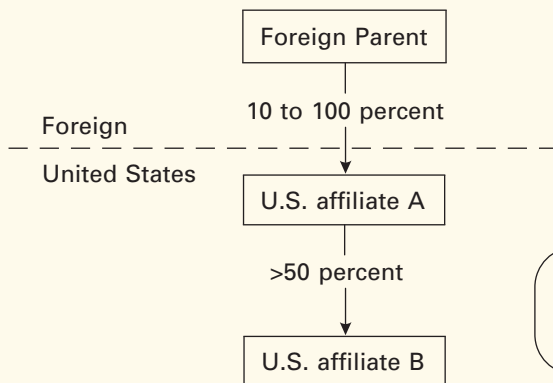 Foreign Parent
10 to 100 percent
Foreign
United States
U.S. affiliate A
>50 percent
U.S. affiliate B